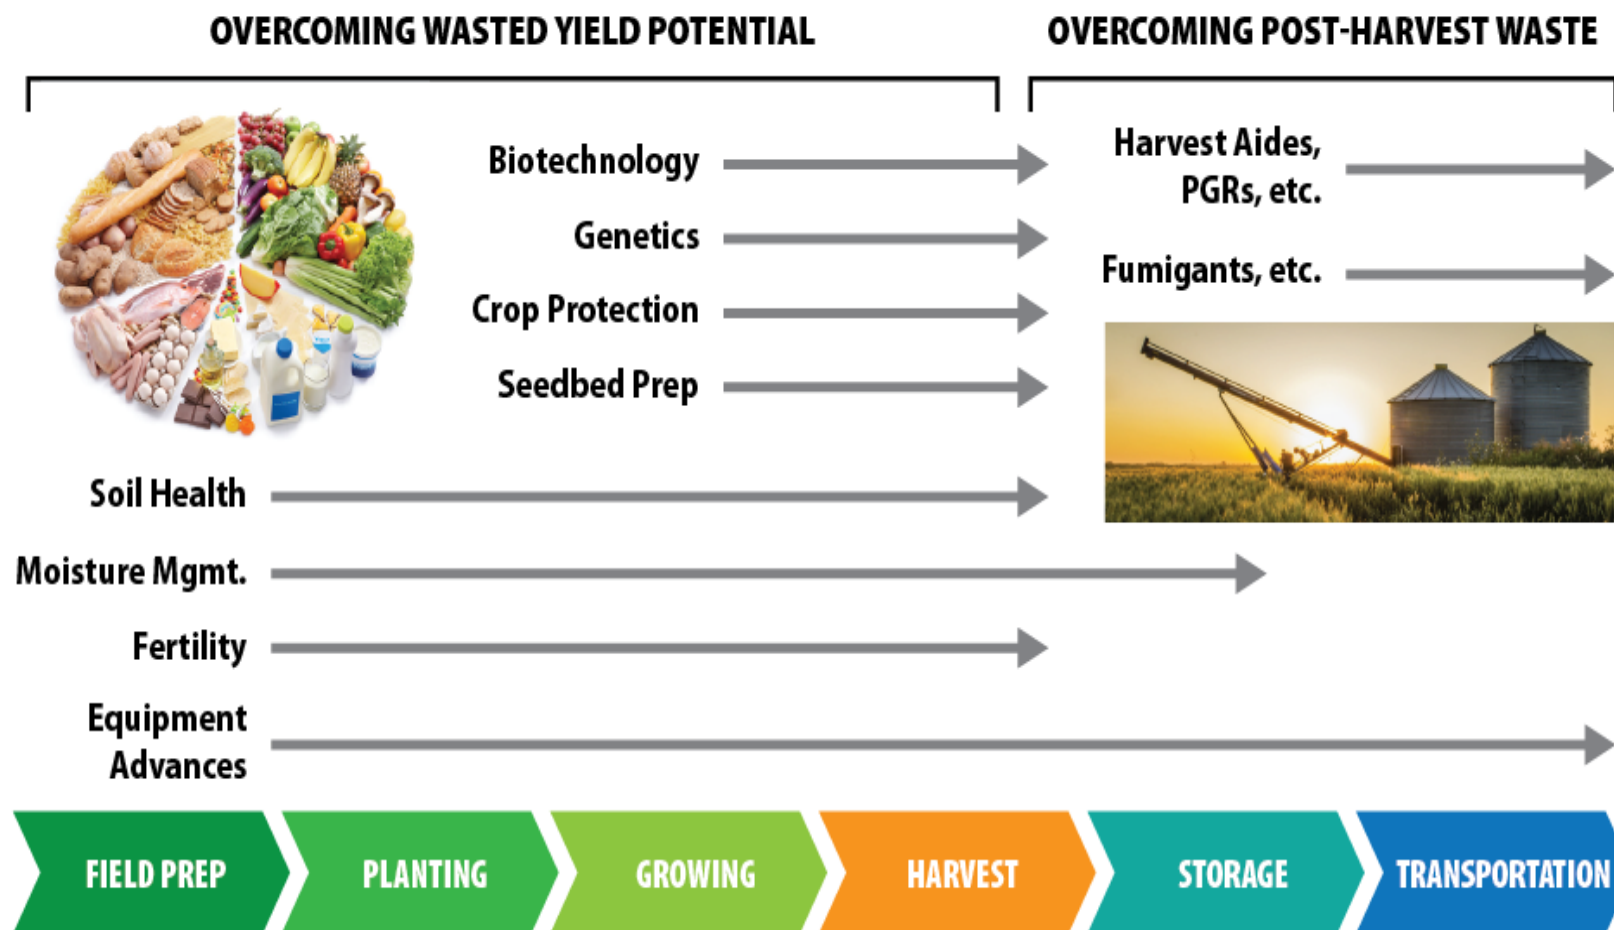 OVERCOMING WASTED YIELD POTENTIAL
OVERCOMING POST-HARVEST WASTE
Biotechnology
Genetics
Crop Protection
Seedbed Prep
Harvest Aides,
PGRs, etc.
Fumigants, etc.
Soil Health
Moisture Mgmt.
Fertility
Equipment
Advances
FIELD PREP
PLANTING
GROWING
HARVEST
STORAGE
TRANSPORTATION